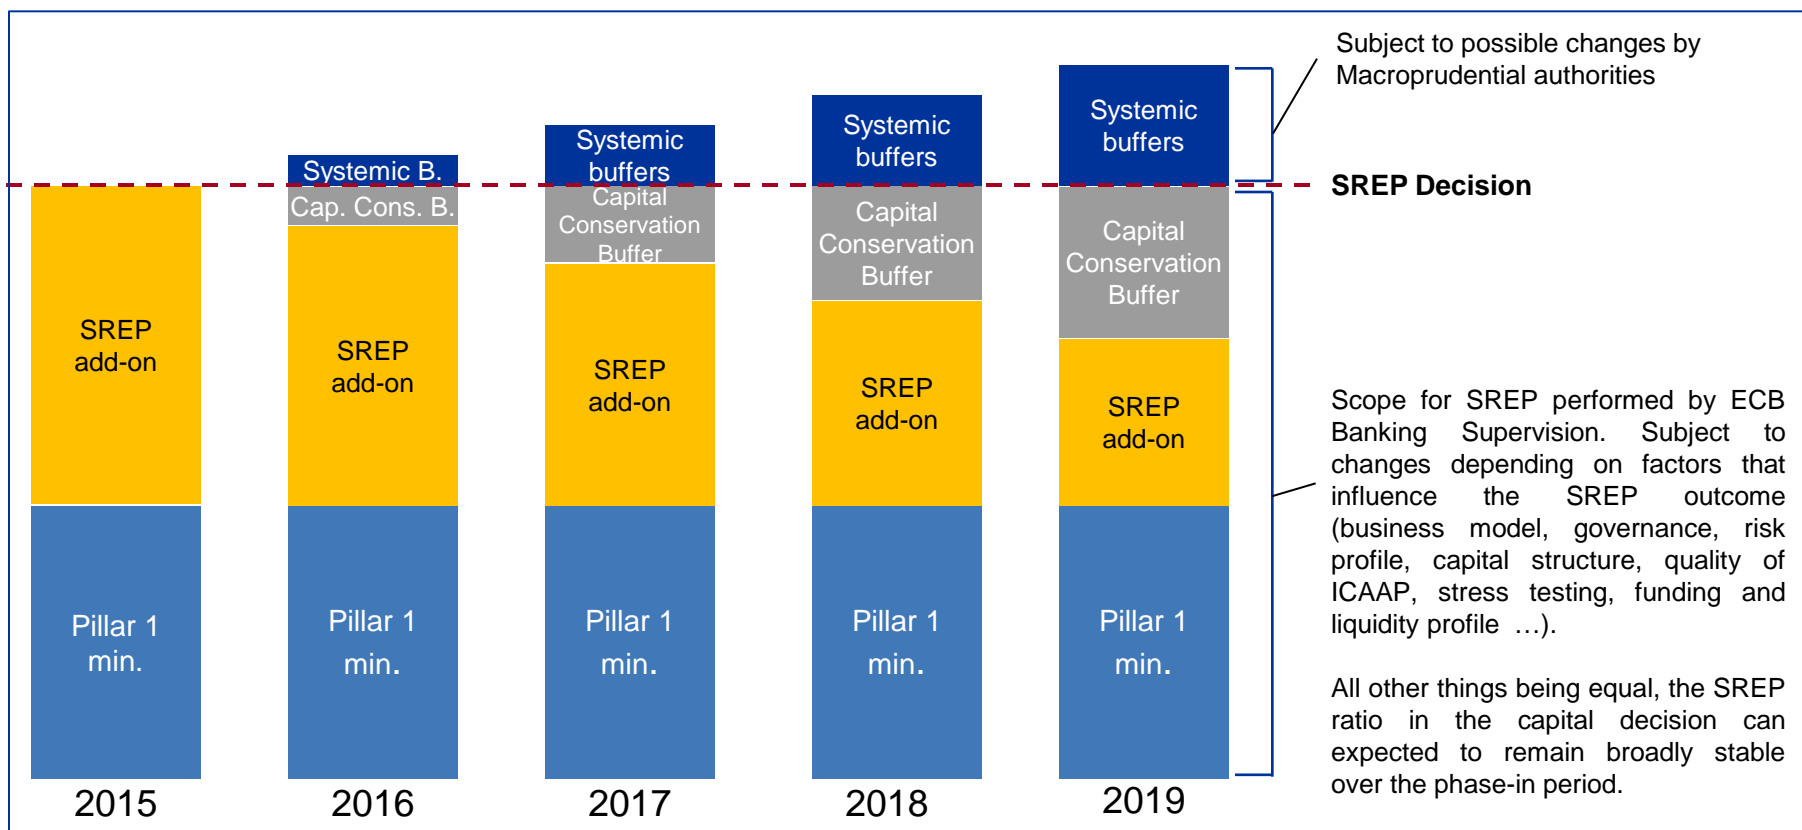 Subject to possible changes by
Macroprudential authorities
SREP Decision
Scope for SREP performed by ECB
Banking Supervision. Subject to
changes depending on factors that
influence the SREP outcome
(business model, governance, risk
profile, capital structure, quality of
ICAAP, stress testing, funding and
liquidity profile …).
All other things being equal, the SREP
ratio in the capital decision can
expected to remain broadly stable
over the phase-in period.
SREP
add-on
Pillar 1
min.
2015
Systemic B.
Cap. Cons. B.
SREP
add-on
Pillar 1
min.
2016
Systemic
buffers
Capital
Conservation
Buffer
SREP
add-on
Pillar 1
min.
2017
Systemic
buffers
Capital
Conservation
Buffer
SREP
add-on
Pillar 1
min.
2018
Systemic
buffers
Capital
Conservation
Buffer
SREP
add-on
Pillar 1
min.
2019